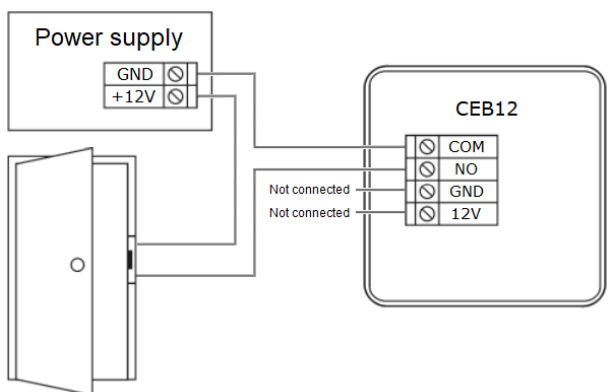 Power supply
GND
+12V
CEB12
COM
NO
Not connected GND
Not connected 12V